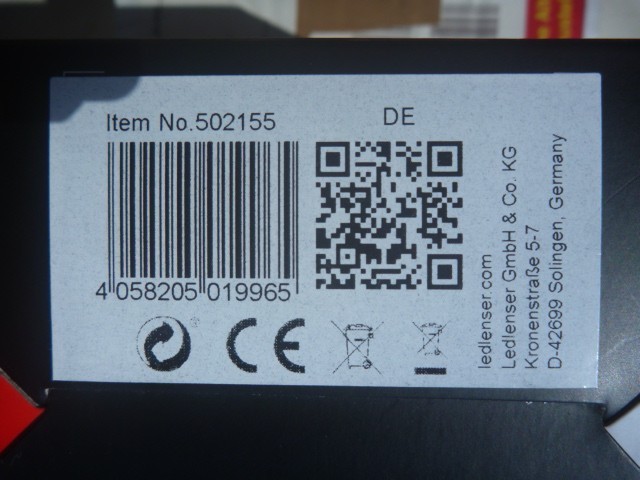 Item No.502155
DE
4 058205 019965
CE
ledlenser.com
Ledlenser GmbH & Co. KG
Kronenstraße 5-7
D-42699 Solingen, Germany